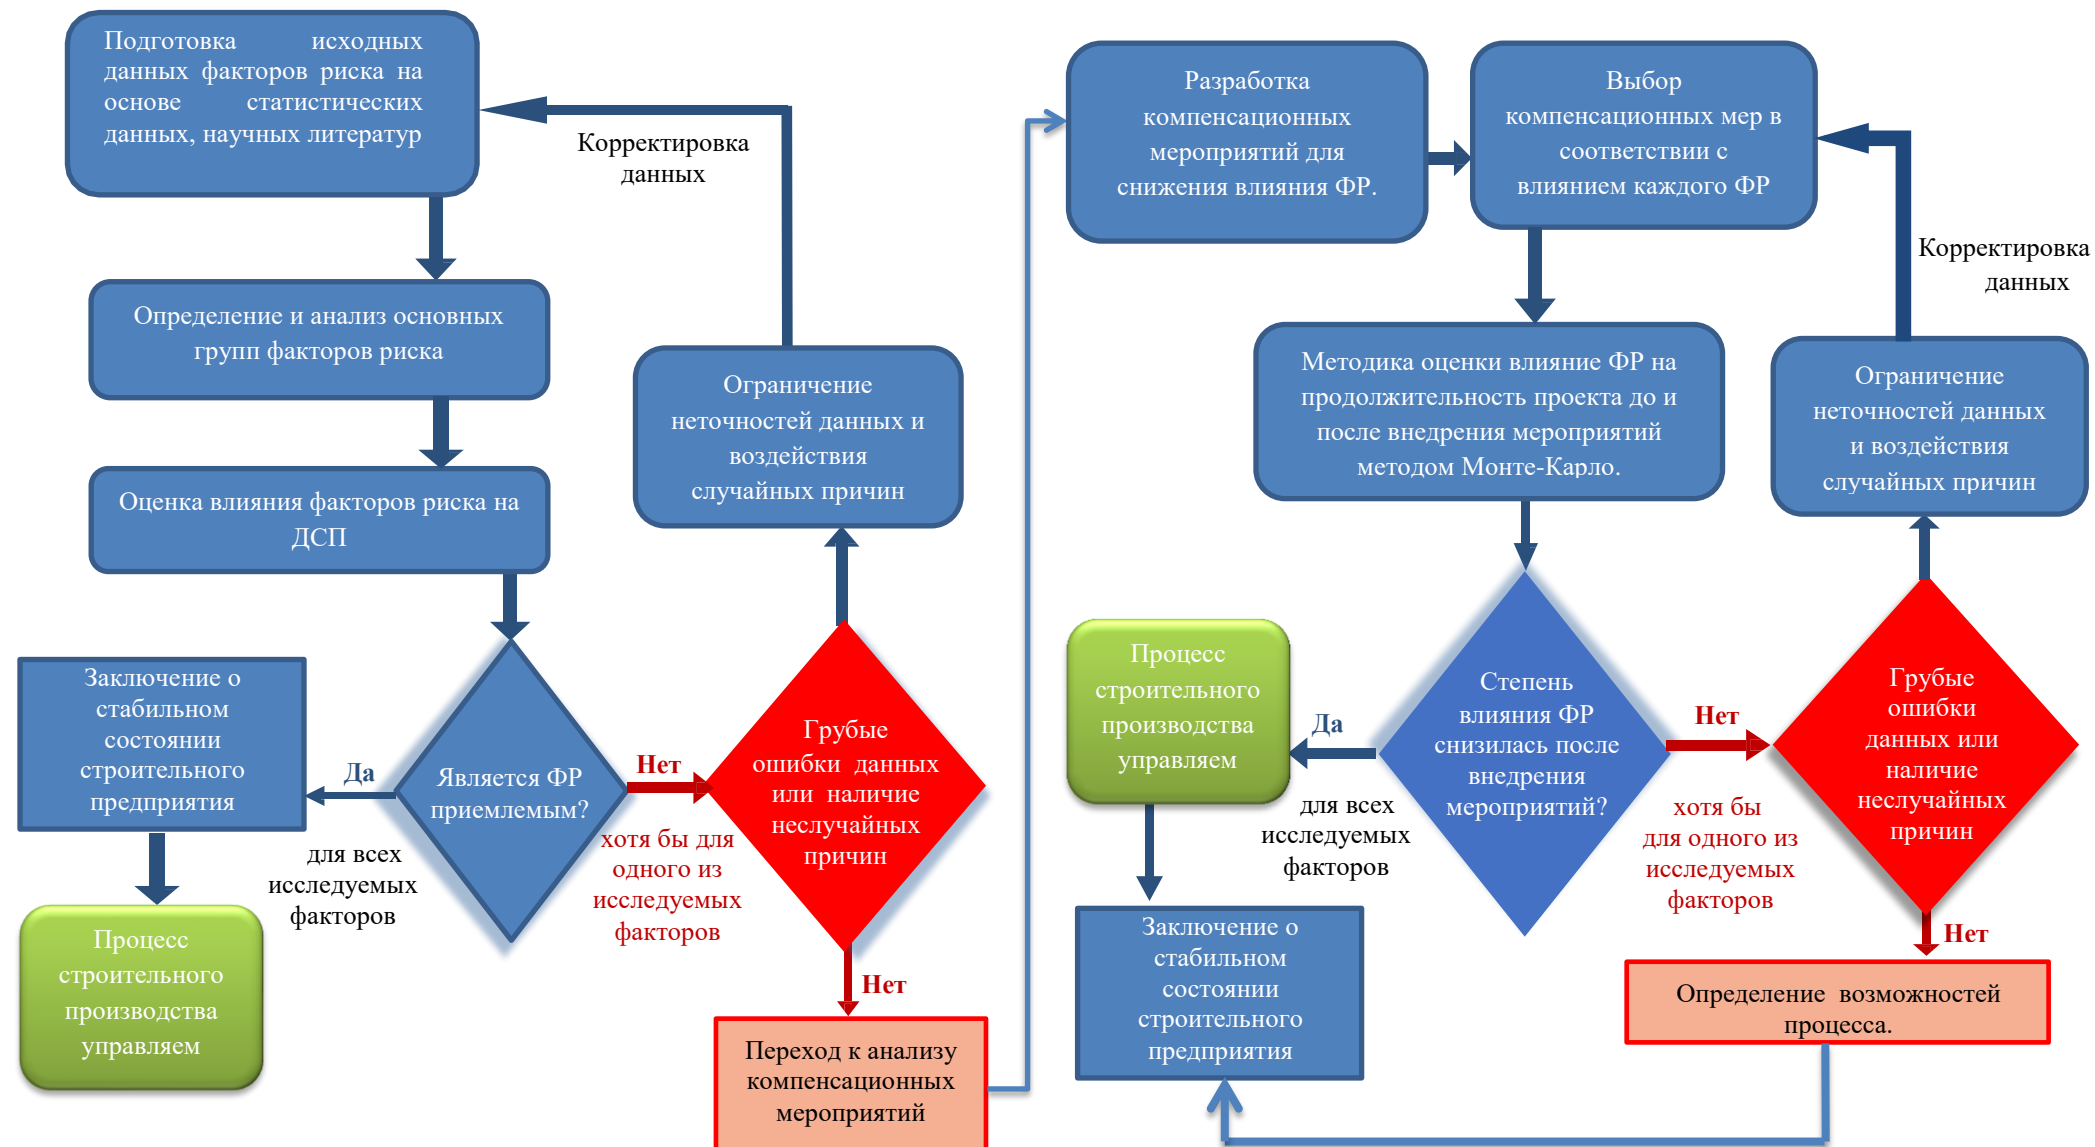 Подготовка исходных
данных факторов риска на
основе статистических
данных, научных литератур
Корректировка
данных
Определение и анализ основных
групп факторов риска
Оценка влияния факторов риска на
ДСП
Ограничение
неточностей данных и
воздействия
случайных причин
Является ФР
приемлемым?
Да
для всех
исследуемых
факторов
Заключение о
стабильном
состоянии
строительного
предприятия
Процесс
строительного
производства
управляем
Нет
хотя бы для
одного из
исследуемых
факторов
Грубые
ошибки данных
или наличие
неслучайных
причин
Нет
Переход к анализу
компенсационных
мероприятий
Разработка
компенсационных
мероприятий для
снижения влияния ФР.
Выбор
компенсационных мер в
соответствии с
влиянием каждого ФР
Корректировка
данных
Методика оценки влияние ФР на
продолжительность проекта до и
после внедрения мероприятий
методом Монте-Карло.
Ограничение
неточностей данных
и воздействия
случайных причин
Степень
влияния ФР
снизилась после
внедрения
мероприятий?
Да
для всех
исследуемых
факторов
Процесс
строительного
производства
управляем
Заключение о
стабильном
состоянии
строительного
предприятия
Нет
хотя бы
для одного из
исследуемых
факторов
Грубые
ошибки
данных или
наличие
неслучайных
причин
Нет
Определение возможностей
процесса.